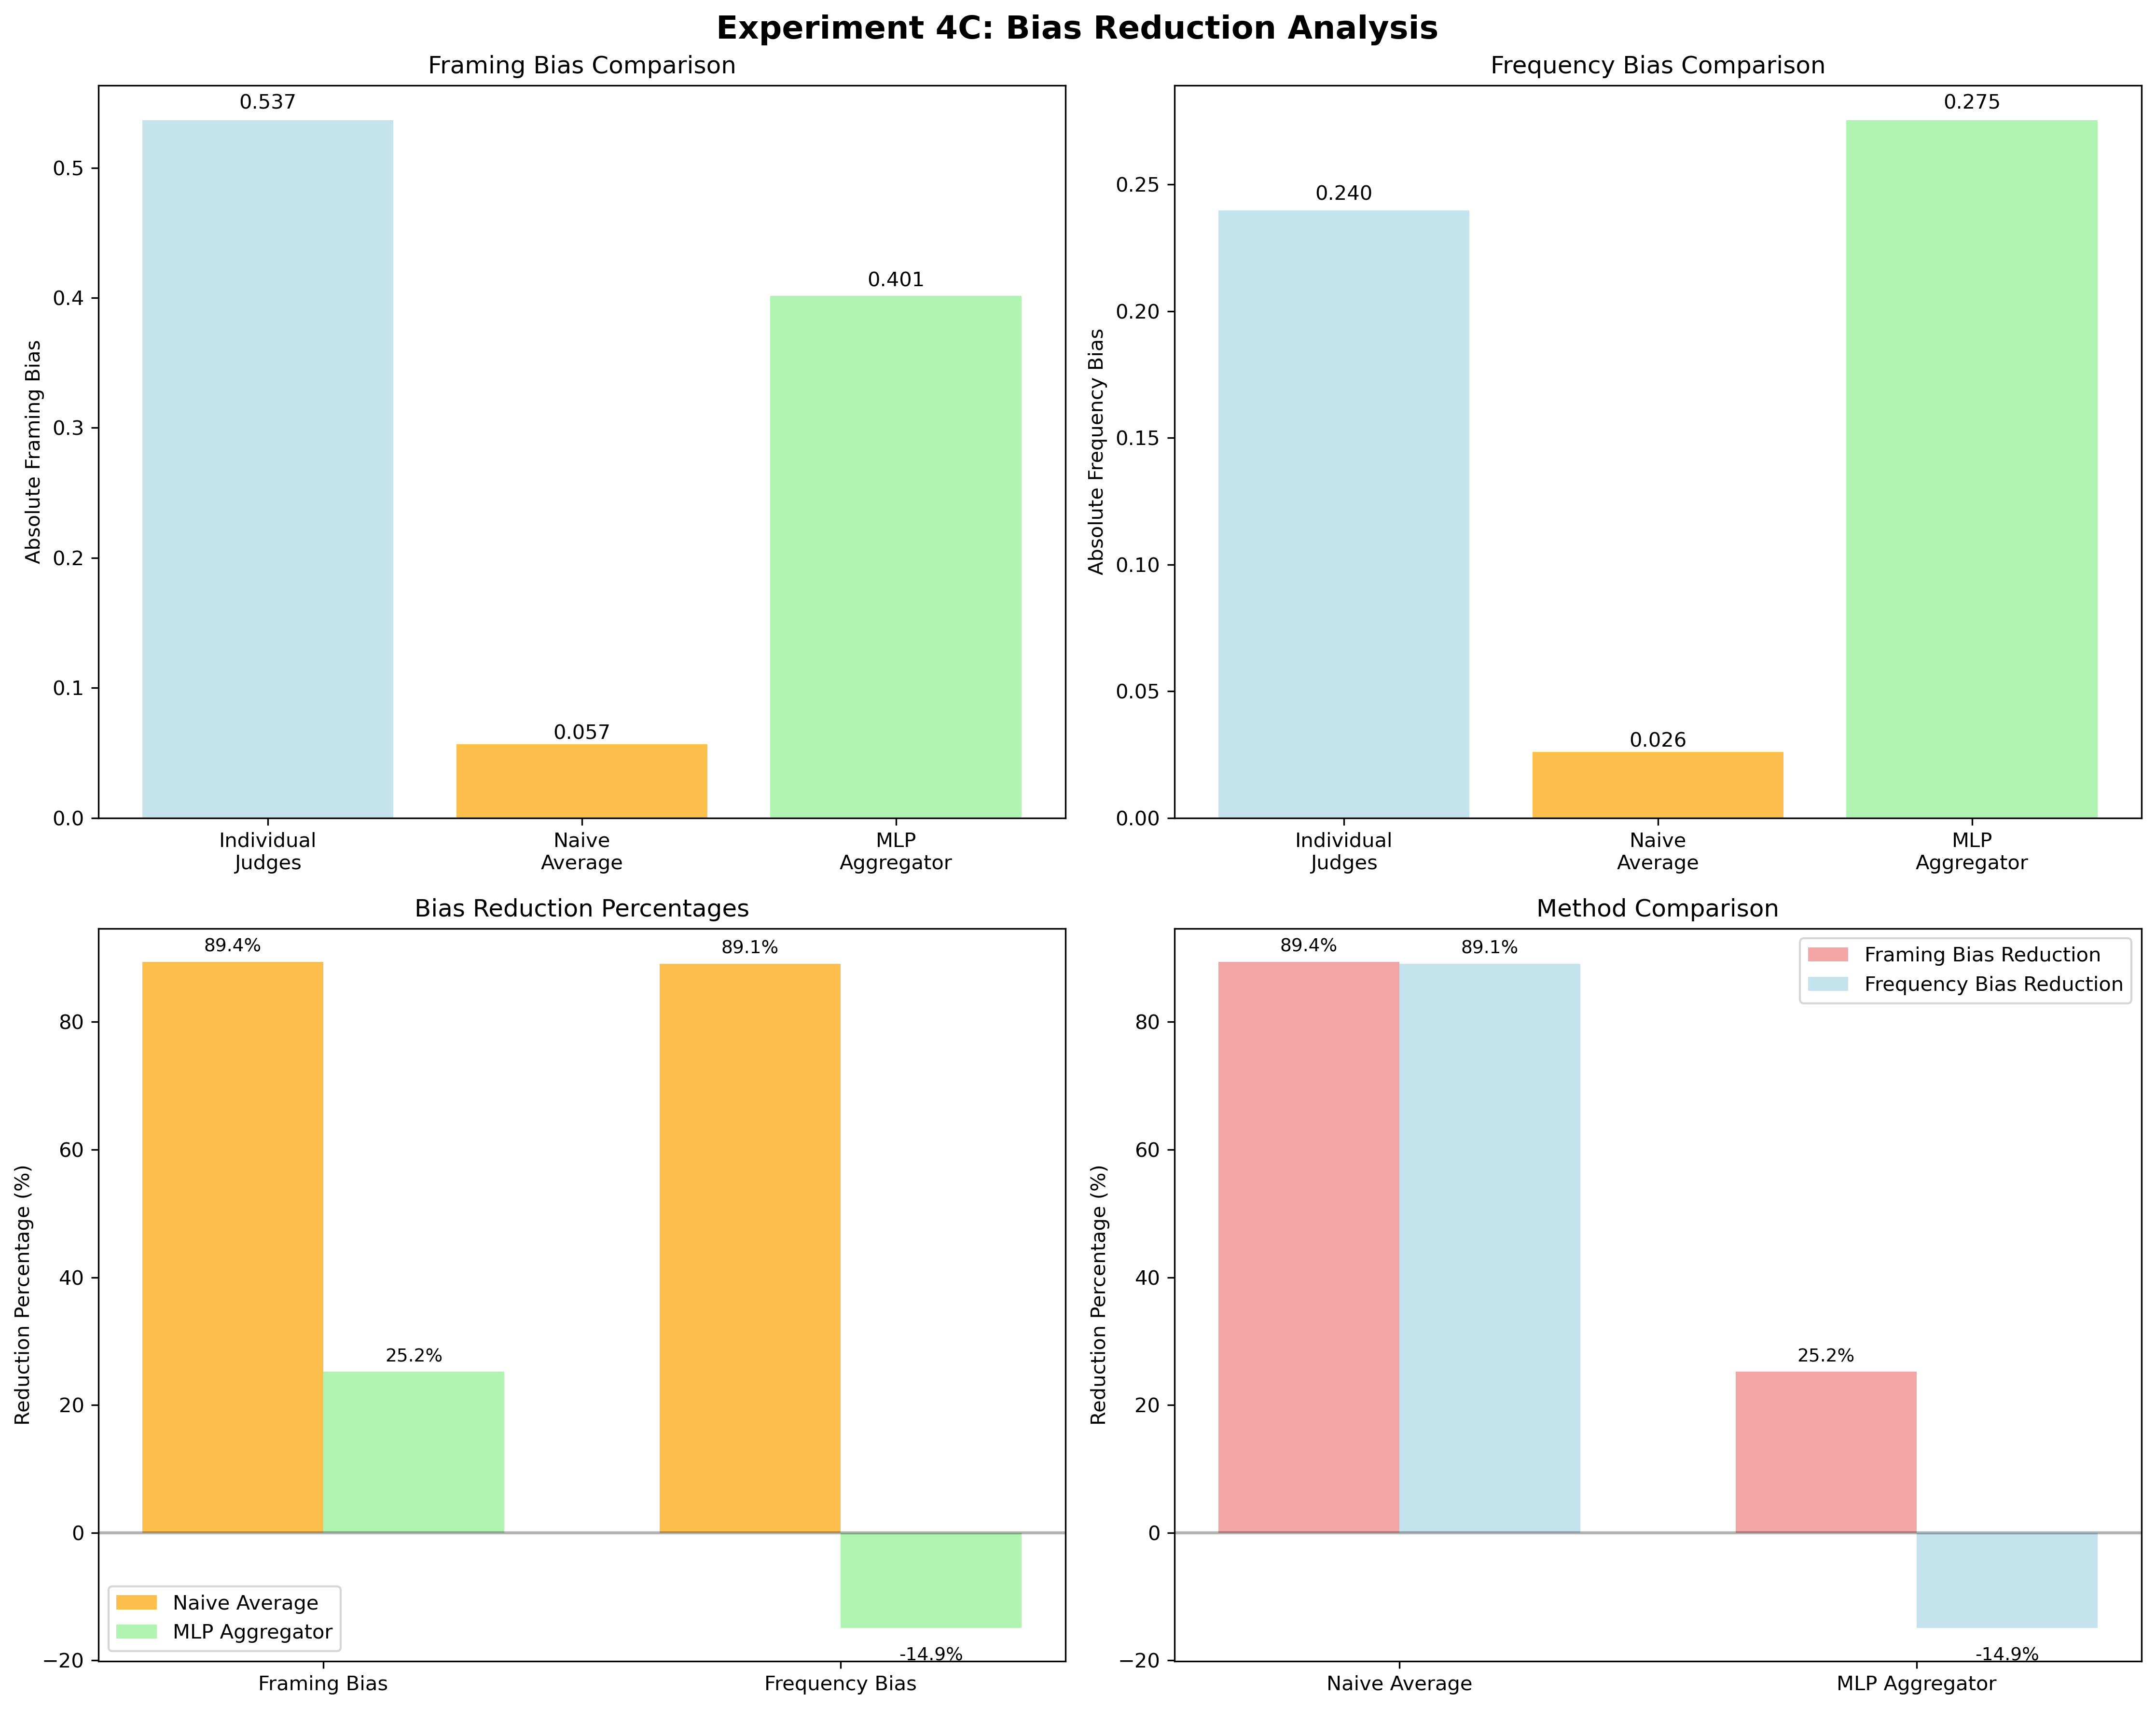 Experiment 4C: Bias Reduction Analysis
Framing Bias Comparison
Absolute Framing Bias
0.5
0.4
0.3
0.2
0.1
0.0
0.537
0.057
0.401
Individual
Judges
Naive
Average
MLP
Aggregator
Frequency Bias Comparison
Absolute Frequency Bias
0.25
0.20
0.15
0.10
0.05
0.00
0.240
0.026
0.275
Individual
Judges
Naive
Average
MLP
Aggregator
Bias Reduction Percentages
Reduction Percentage (%)
80
60
40
20
0
−20
89.4%
25.2%
89.1%
-14.9%
Naive Average
MLP Aggregator
Framing Bias
Frequency Bias
Method Comparison
Reduction Percentage (%)
80
60
40
20
0
−20
89.4%
89.1%
25.2%
-14.9%
Framing Bias Reduction
Frequency Bias Reduction
Naive Average
MLP Aggregator